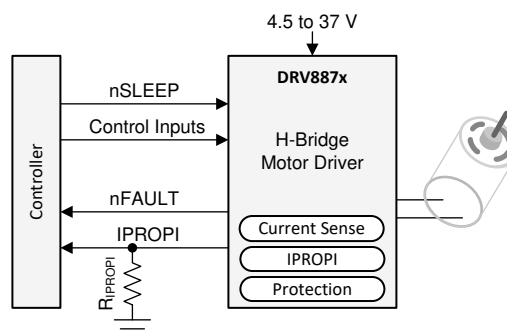 4.5 to 37 V
DRV887x
H-Bridge
Motor Driver
Controller
nSLEEP
Control Inputs
nFAULT
IPROPI
RIPROPI
Current Sense
IPROPI
Protection